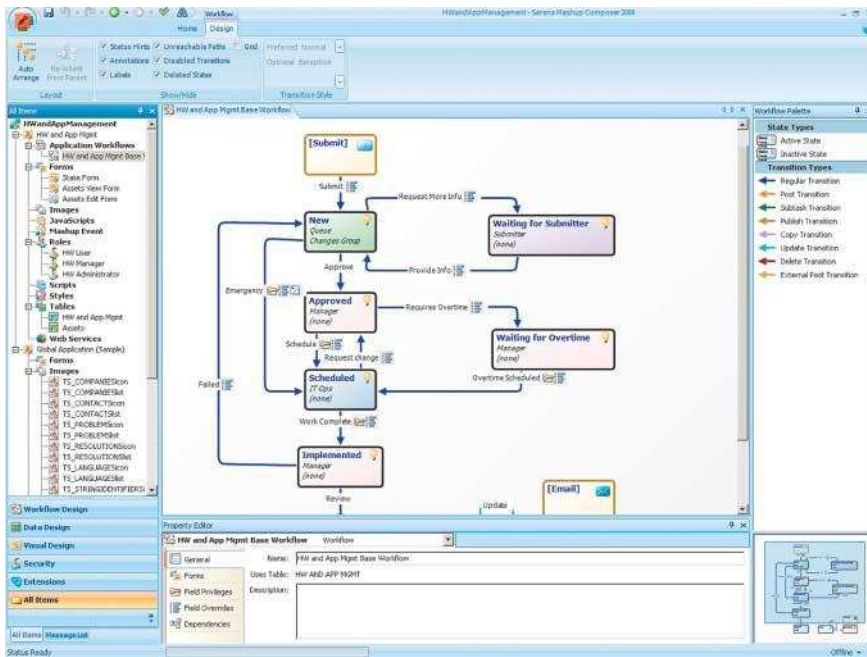 HWandAppManagement - Serena Mashup Composer 2008
Workflow
Home Design
Auto Arrange
Re-Inherit from Parent
Layout
Status Hints
Unreachable Paths
Grid
Annotations
Disabled Transitions
Labels
Deleted States
Show/Hide
Preferred Normal
Optional Exception
Transition Style
All Items
HWandAppManagement
HW and App Mgmt
Application Workflows
HW and App Mgmt Base
Forms
State Form
Assets View Form
Assets Edit Form
Images
JavaScripts
Mashup Event
Roles
HW User
HW Manager
HW Administrator
Scripts
Styles
Tables
HW and App Mgmt
Assets
Web Services
Global Application (Sample)
Forms
Images
TS_COMPANIESicon
TS_COMPANIESlist
TS_CONTACTSicon
TS_CONTACTSlist
TS_PROBLEMSicon
TS_PROBLEMSlist
TS_RESOLUTIONSicon
TS_RESOLUTIONSlist
TS_LANGUAGESicon
TS_LANGUAGESlist
TS_STRINGIDENTIFIERSi
Workflow Design
Data Design
Visual Design
Security
Extensions
All Items
All Items Message List
Status Ready
HW and App Mgmt Base Workflow
[Submit]
Submit
Request More Info
New
Queue
Changes Group
Waiting for Submitter
Submitter
(none)
Provide Info
Approve
Emergency
Approved
Manager
(none)
Requires Overtime
Waiting for Overtime
Manager
(none)
Schedule
Request change
Overtime Scheduled
Failed
Scheduled
IT Ops
(none)
Work Complete
Implemented
Manager
(none)
Review
Update
[Email]
Property Editor
HW and App Mgmt Base Workflow Workflow
General
Forms
Field Privileges
Field Overrides
Dependencies
Name: HW and App Mgmt Base Workflow
Uses Table: HW AND APP MGMT
Description:
Workflow Palette
State Types
Active State
Inactive State
Transition Types
Regular Transition
Post Transition
Subtask Transition
Publish Transition
Copy Transition
Update Transition
Delete Transition
External Post Transition
Offline